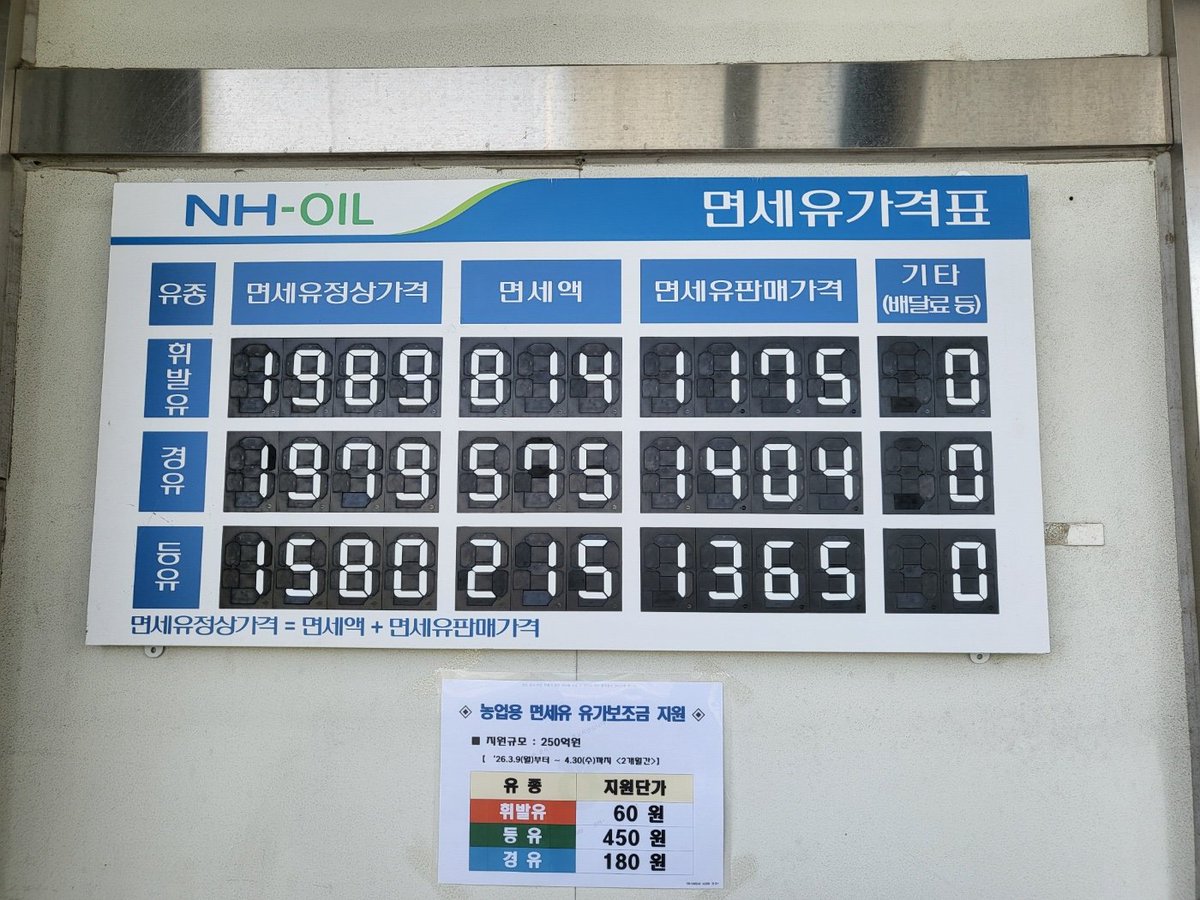 NH-OIL 면세유가격표
유종 면세유정상가격 면세액 면세유판매가격 기타 (배달료 등)
휘발유 1989 814 1175 0
경유 1979 575 1404 0
등유 1580 215 1365 0
면세유정상가격 = 면세액 + 면세유판매가격
◈ 농업용 면세유 유가보조금 지원 ◈
■ 지원규모 : 250억원
[ '26.3.9(월)부터 ~ 4.30(수)까지 <2개월간>]
유 종 지원단가
휘발유 60 원
등 유 450 원
경 유 180 원